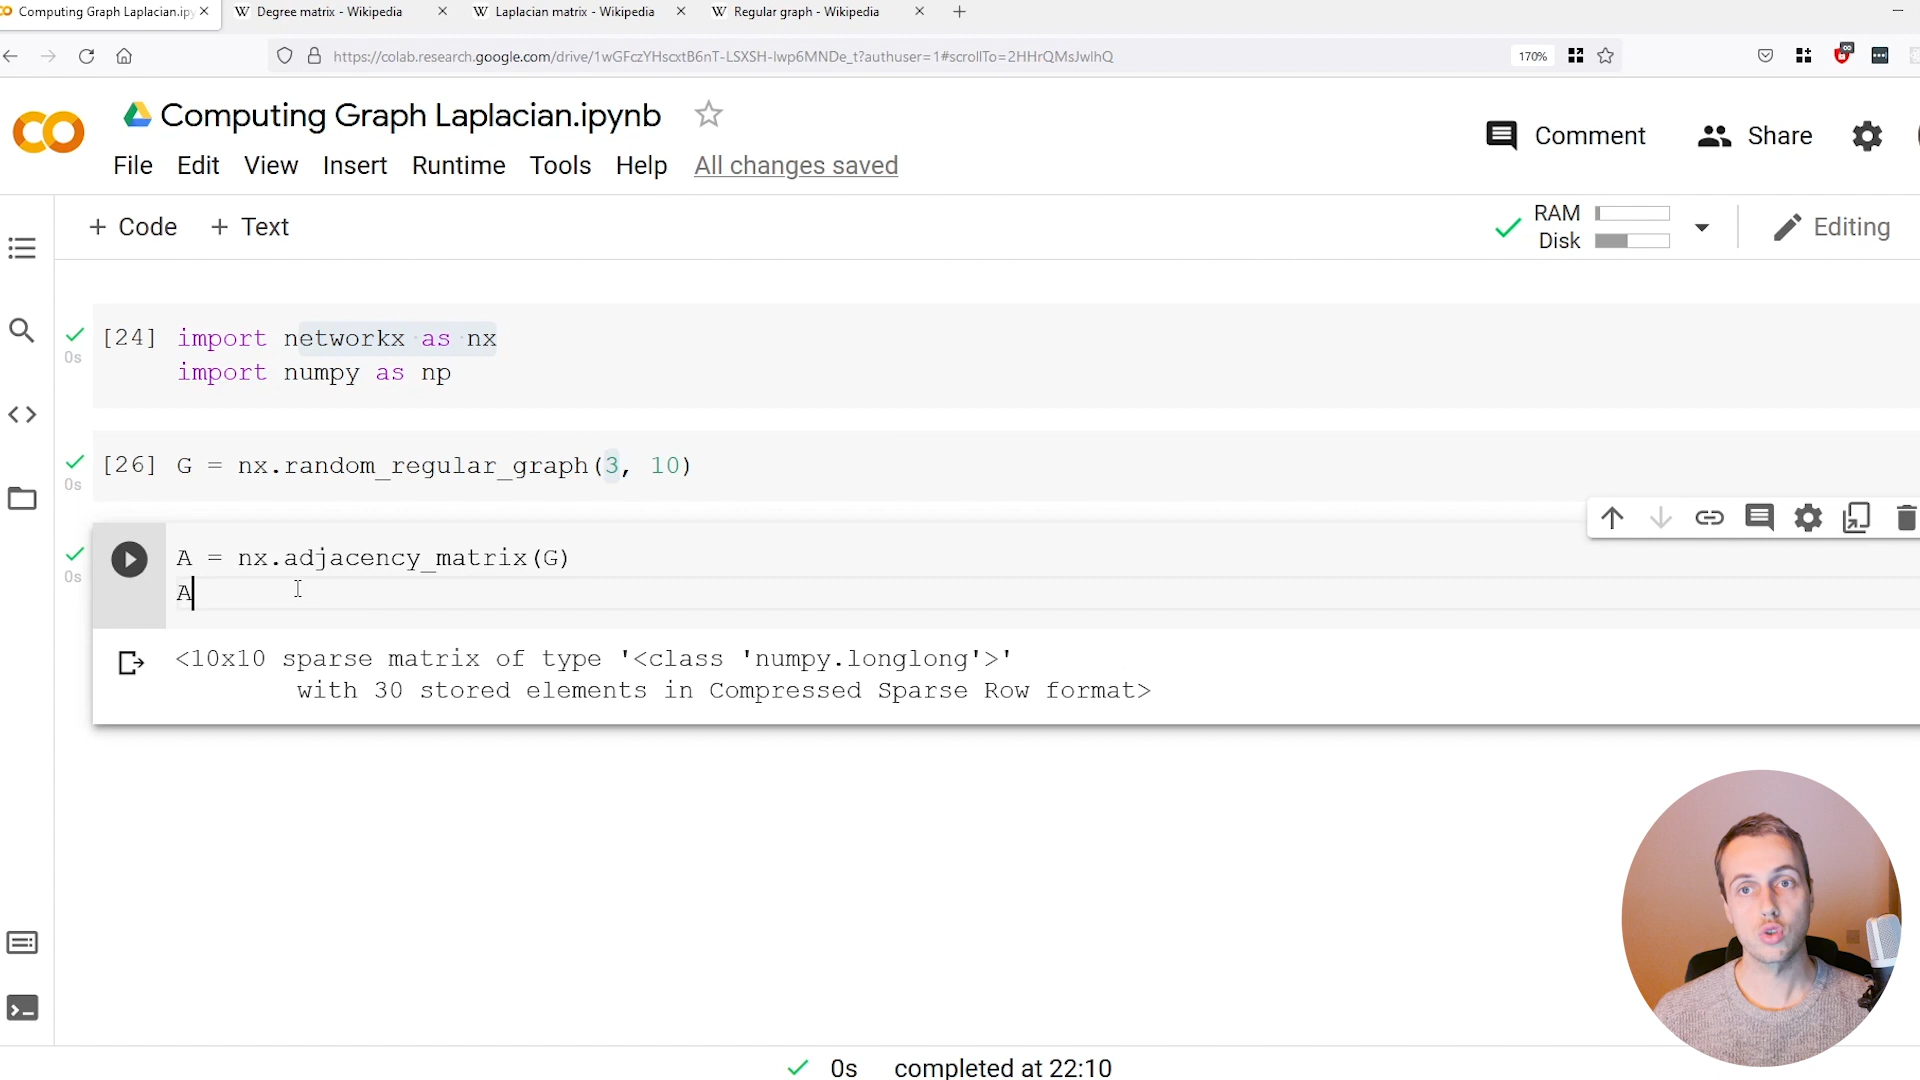 Computing Graph Laplacian.ipy
Degree matrix - Wikipedia
Laplacian matrix - Wikipedia
Regular graph - Wikipedia
https://colab.research.google.com/drive/1wGFczYHscxtB6nT-LSXSH-lwp6MNDe_t?authuser=1#scrollTo=2HHrQMsJwlhQ
170%
Computing Graph Laplacian.ipynb
Comment
Share
File Edit View Insert Runtime Tools Help All changes saved
+ Code + Text
RAM
Disk
Editing
[24] import networkx as nx
0s
import numpy as np
[26] G = nx.random_regular_graph(3, 10)
0s
A = nx.adjacency_matrix(G)
0s
A
<10x10 sparse matrix of type '<class 'numpy.longlong'>'
with 30 stored elements in Compressed Sparse Row format>
0s completed at 22:10